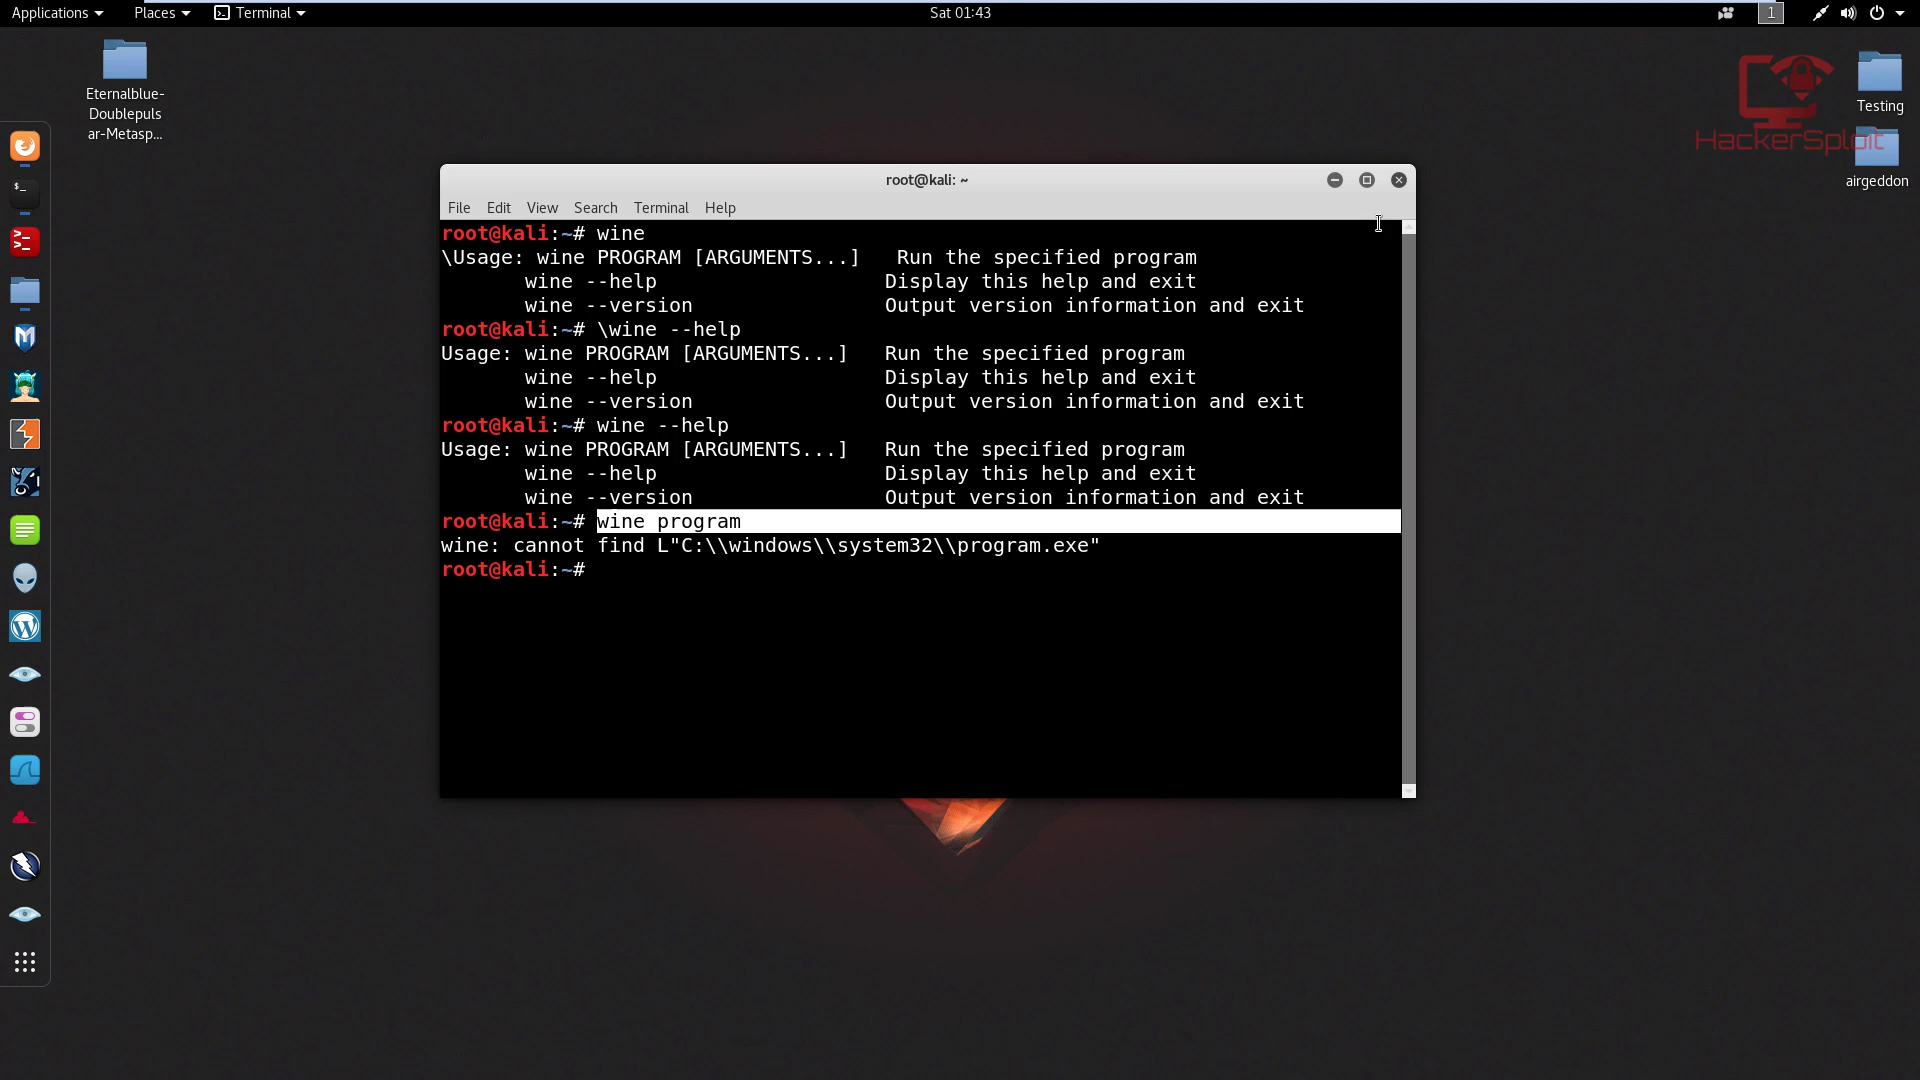 Applications
Places
Terminal
Sat 01:43
1
Eternalblue-
Doublepuls
ar-Metasp...
Testing
HackerSploit
airgeddon
root@kali: ~
File Edit View Search Terminal Help
root@kali:~# wine
\Usage: wine PROGRAM [ARGUMENTS...]   Run the specified program
       wine --help                   Display this help and exit
       wine --version                Output version information and exit
root@kali:~# \wine --help
Usage: wine PROGRAM [ARGUMENTS...]   Run the specified program
       wine --help                   Display this help and exit
       wine --version                Output version information and exit
root@kali:~# wine --help
Usage: wine PROGRAM [ARGUMENTS...]   Run the specified program
       wine --help                   Display this help and exit
       wine --version                Output version information and exit
root@kali:~# wine program
wine: cannot find L"C:\\windows\\system32\\program.exe"
root@kali:~#